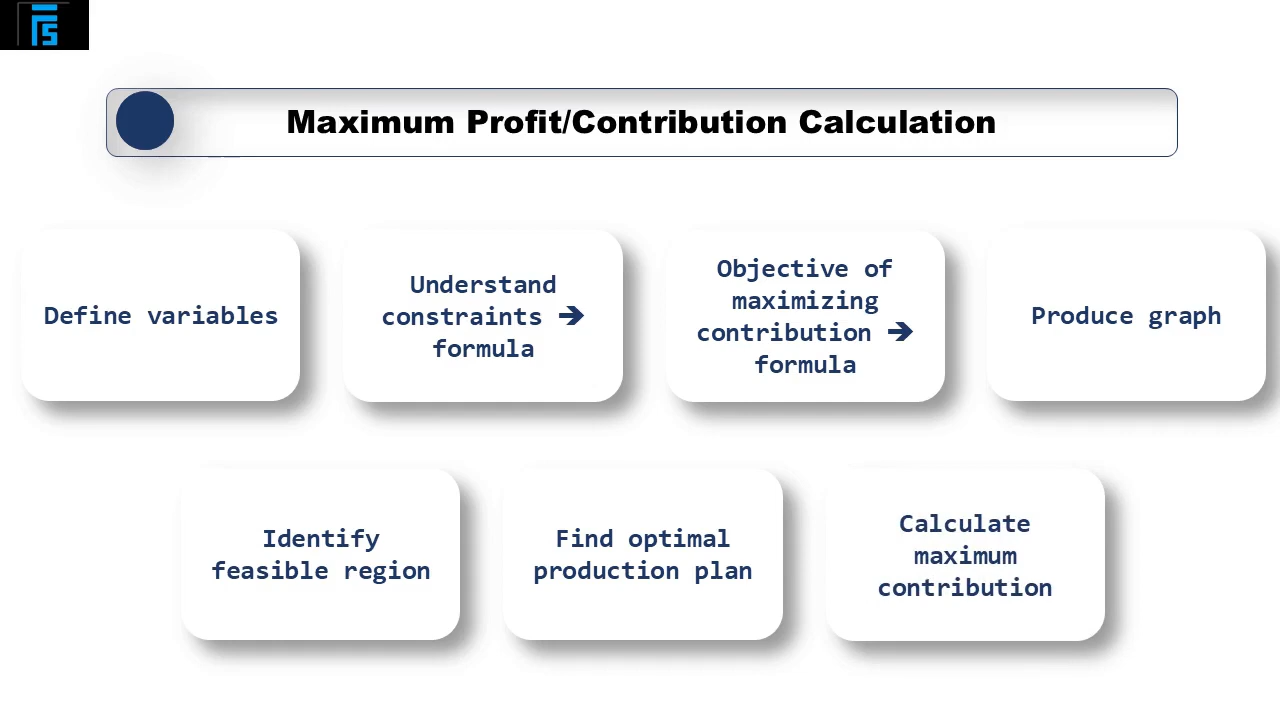 Maximum Profit/Contribution Calculation
Define variables
Understand
constraints ➔
formula
Objective of
maximizing
contribution ➔
formula
Produce graph
Identify
feasible region
Find optimal
production plan
Calculate
maximum
contribution